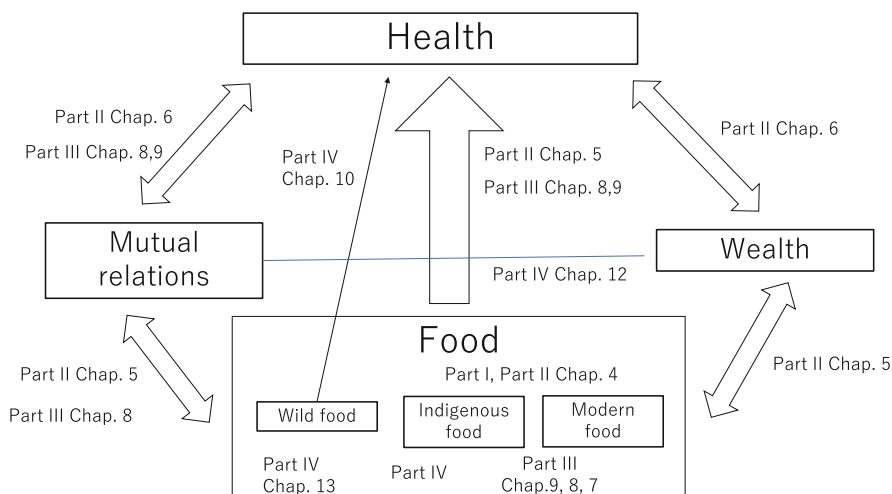 Health
Part II Chap. 6
Part III Chap. 8,9
Part IV
Chap. 10
Part II Chap. 5
Part III Chap. 8,9
Part II Chap. 6
Mutual
relations
Wealth
Part IV Chap. 12
Food
Part II Chap. 5
Part III Chap. 8
Part I, Part II Chap. 4
Part II Chap. 5
Wild food
Indigenous
food
Modern
food
Part IV
Chap. 13
Part IV
Part III
Chap.9, 8, 7